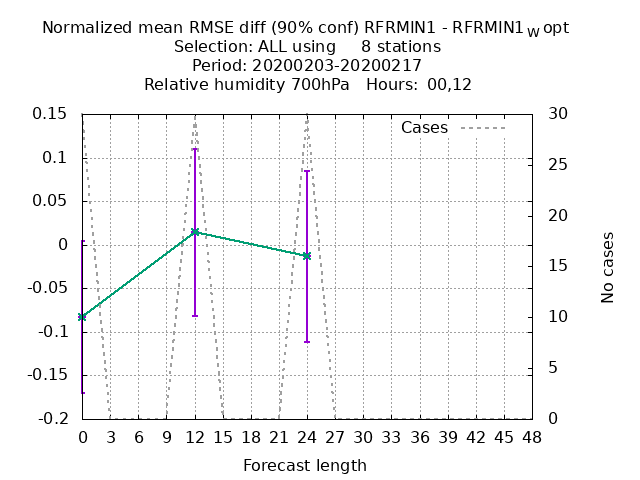 Normalized mean RMSE diff (90% conf) RFRMIN1 - RFRMIN1W opt
Selection: ALL using 8 stations
Period: 20200203-20200217
Relative humidity 700hPa Hours: 00,12
Cases
0.15
0.1
0.05
0
-0.05
-0.1
-0.15
-0.2
30
25
20
15
10
5
0
No cases
0 3 6 9 12 15 18 21 24 27 30 33 36 39 42 45 48
Forecast length